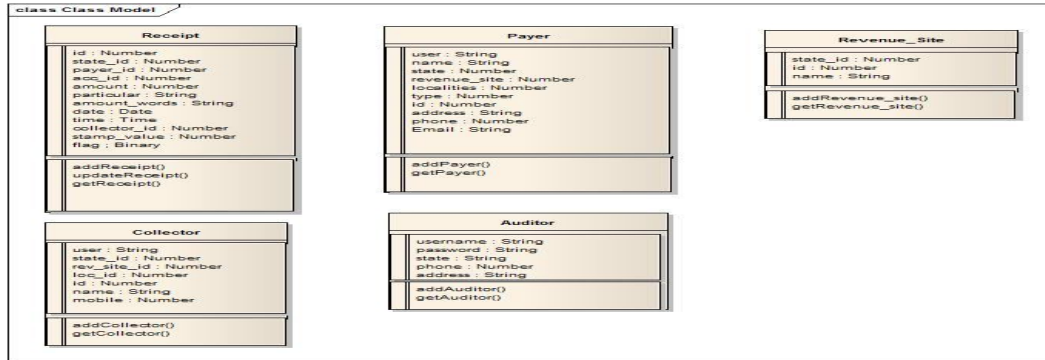 class Class Model
Receipt
id : Number
state_id : Number
payer_id : Number
acc_id : Number
amount : Number
particular : String
amount_words : String
date : Date
time : Time
collector_id : Number
stamp_value : Number
flag ; Binary
addReceipt()
updateReceipt()
getReceipt()
Payer
user : String
name : String
state : Number
revenue_site : Number
localities : Number
type : Number
id : Number
address : String
phone : Number
Email : String
addPayer()
getPayer()
Revenue_Site
state_id : Number
id : Number
name : String
addRevenue_site()
getRevenue_site()
Collector
user : String
state_id : Number
rev_site_id : Number
loc_id : Number
id : Number
name : String
mobile : Number
addCollector()
getCollector()
Auditor
username : String
password : String
state : String
phone : Number
address : String
addAuditor()
getAuditor()